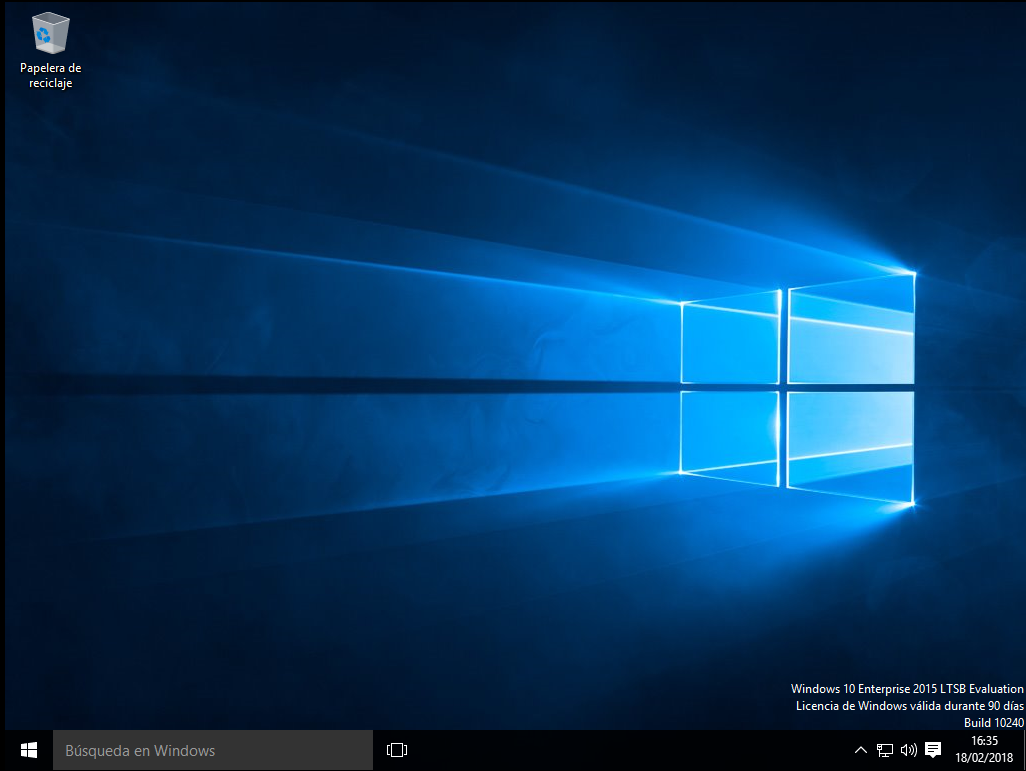 Papelera de
reciclaje
Windows 10 Enterprise 2015 LTSB Evaluation
Licencia de Windows válida durante 90 días
Build 10240
Búsqueda en Windows
16:35
18/02/2018